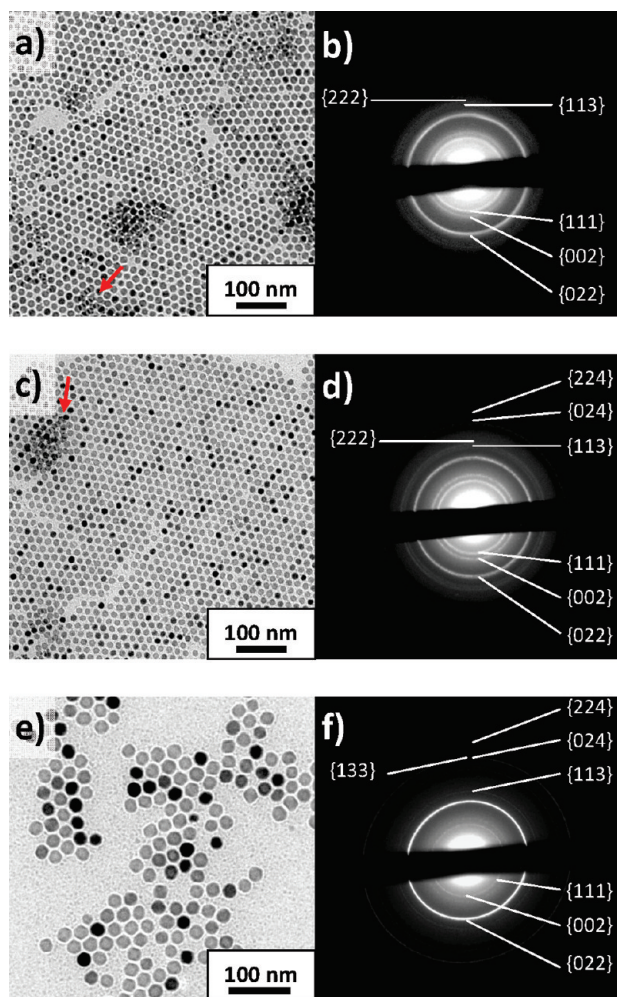 a)
100 nm
b)
{222}
{113}
{111}
{002}
{022}
c)
100 nm
d)
{224}
{024}
{222}
{113}
{111}
{002}
{022}
e)
100 nm
f)
{224}
{024}
{133}
{113}
{111}
{002}
{022}